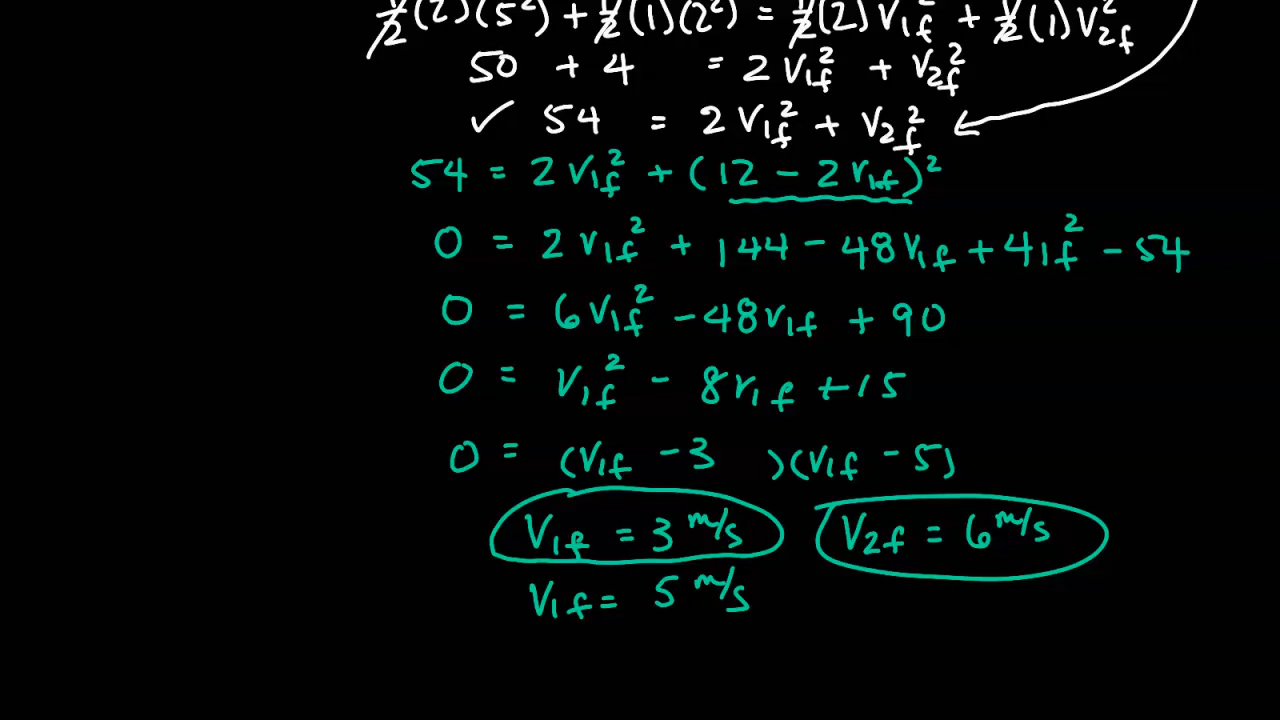 ½(2)(5²) + ½(1)(2²) = ½(2)V₁f² + ½(1)V₂f²
50 + 4 = 2V₁f² + V₂f²
✓ 54 = 2V₁f² + V₂f² ←
54 = 2V₁f² + (12 - 2V₁f)²
0 = 2V₁f² + 144 - 48V₁f + 4₁f² - 54
0 = 6V₁f² - 48V₁f + 90
0 = V₁f² - 8V₁f + 15
0 = (V₁f - 3 )(V₁f - 5)
V₁f = 3 m/s V₂f = 6 m/s
V₁f = 5 m/s